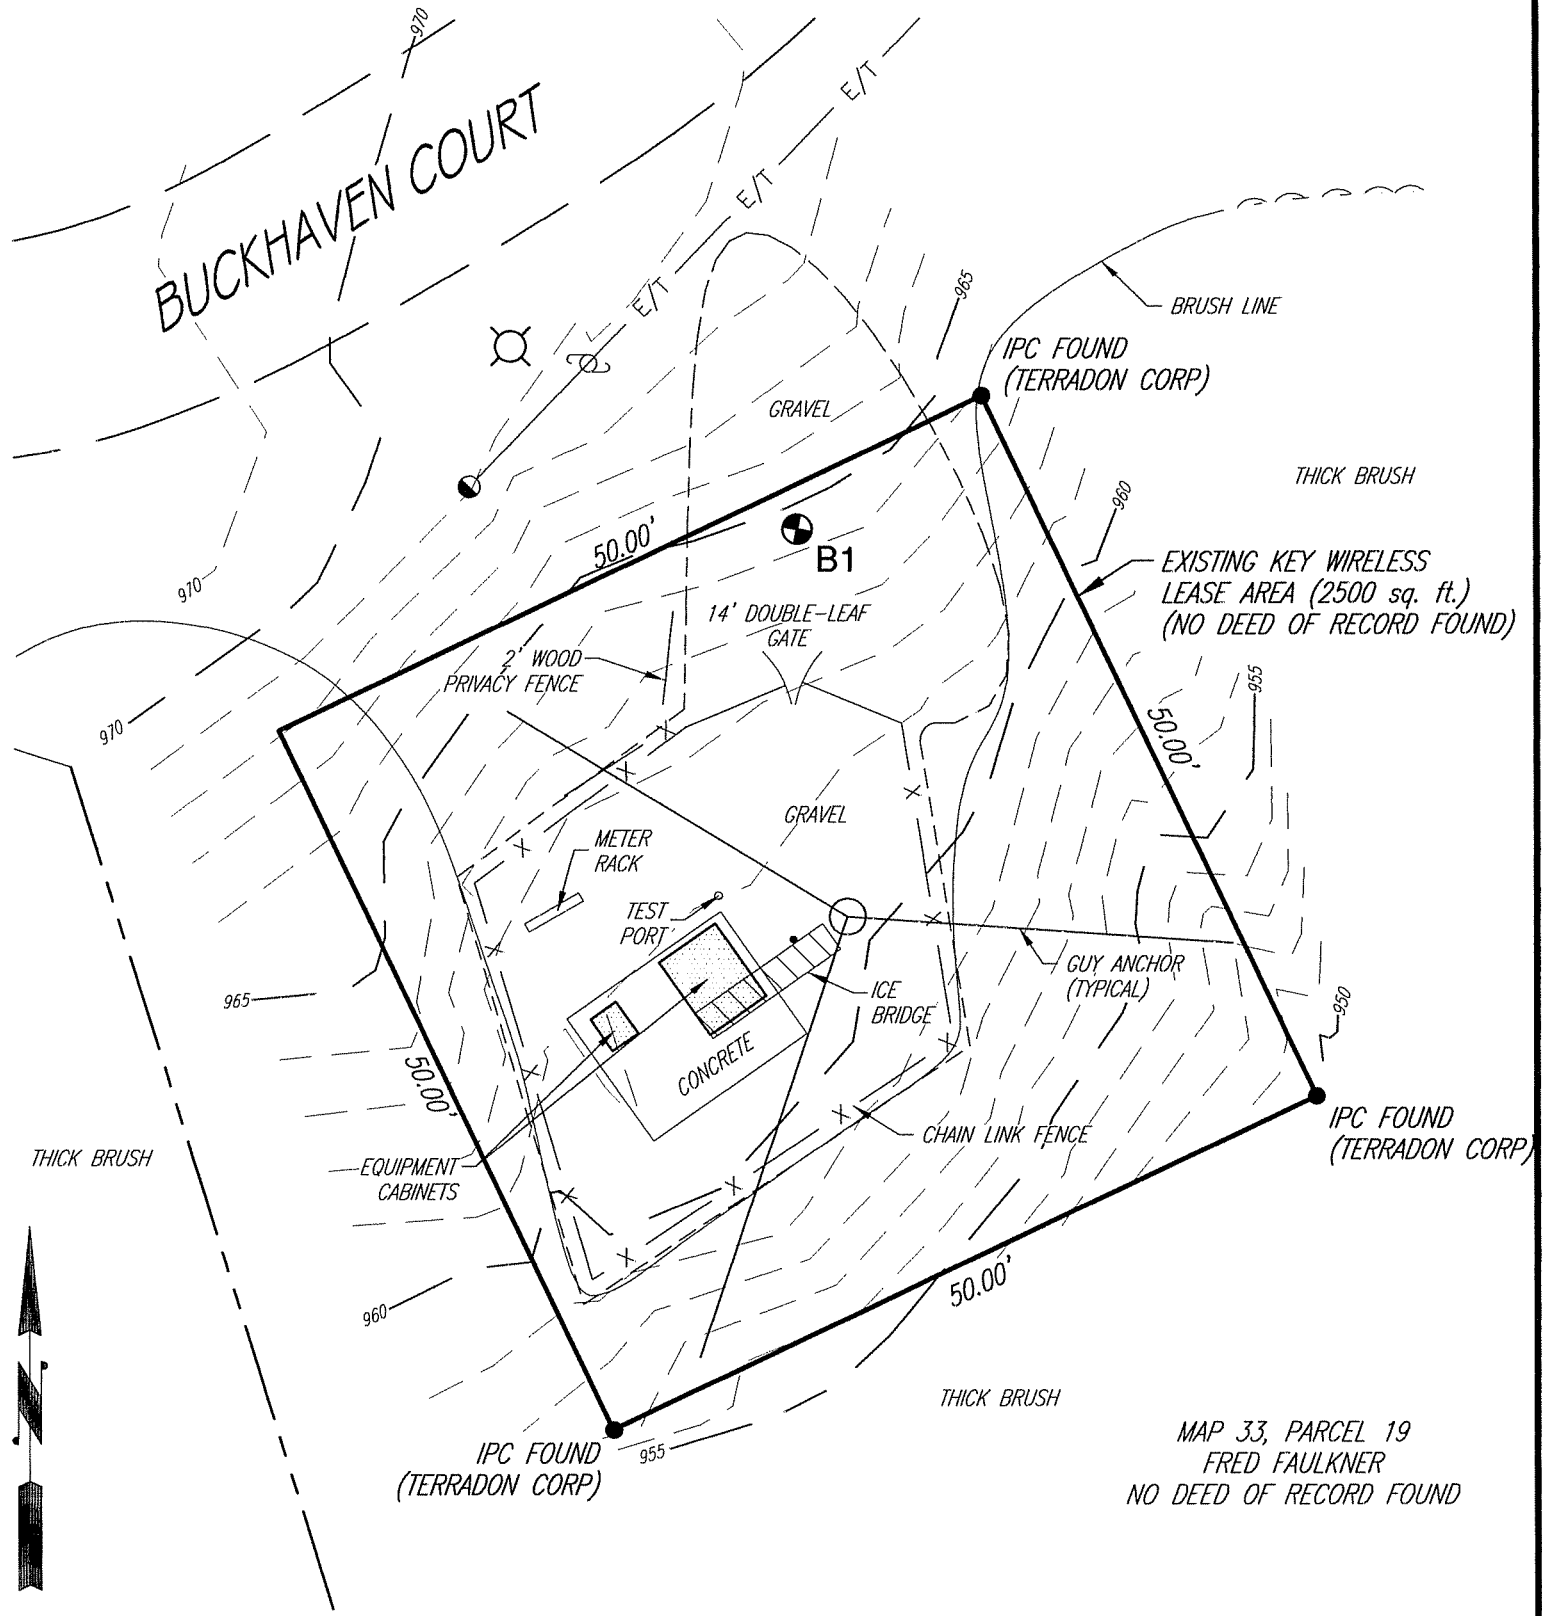 970
E/T
BUCKHAVEN COURT
E/T
E/T
965
BRUSH LINE
IPC FOUND
(TERRADON CORP)
GRAVEL
THICK BRUSH
960
50.00'
B1
EXISTING KEY WIRELESS
LEASE AREA (2500 sq. ft.)
(NO DEED OF RECORD FOUND)
970
14' DOUBLE-LEAF
GATE
2' WOOD
PRIVACY FENCE
955
970
50.00'
GRAVEL
METER
RACK
TEST
PORT
GUY ANCHOR
(TYPICAL)
965
ICE
BRIDGE
950
CONCRETE
50.00'
CHAIN LINK FENCE
IPC FOUND
(TERRADON CORP)
THICK BRUSH
EQUIPMENT
CABINETS
50.00'
960
N
THICK BRUSH
MAP 33, PARCEL 19
FRED FAULKNER
NO DEED OF RECORD FOUND
955
IPC FOUND
(TERRADON CORP)
X
X
X
X
X
X
X
X
X
X
X
X